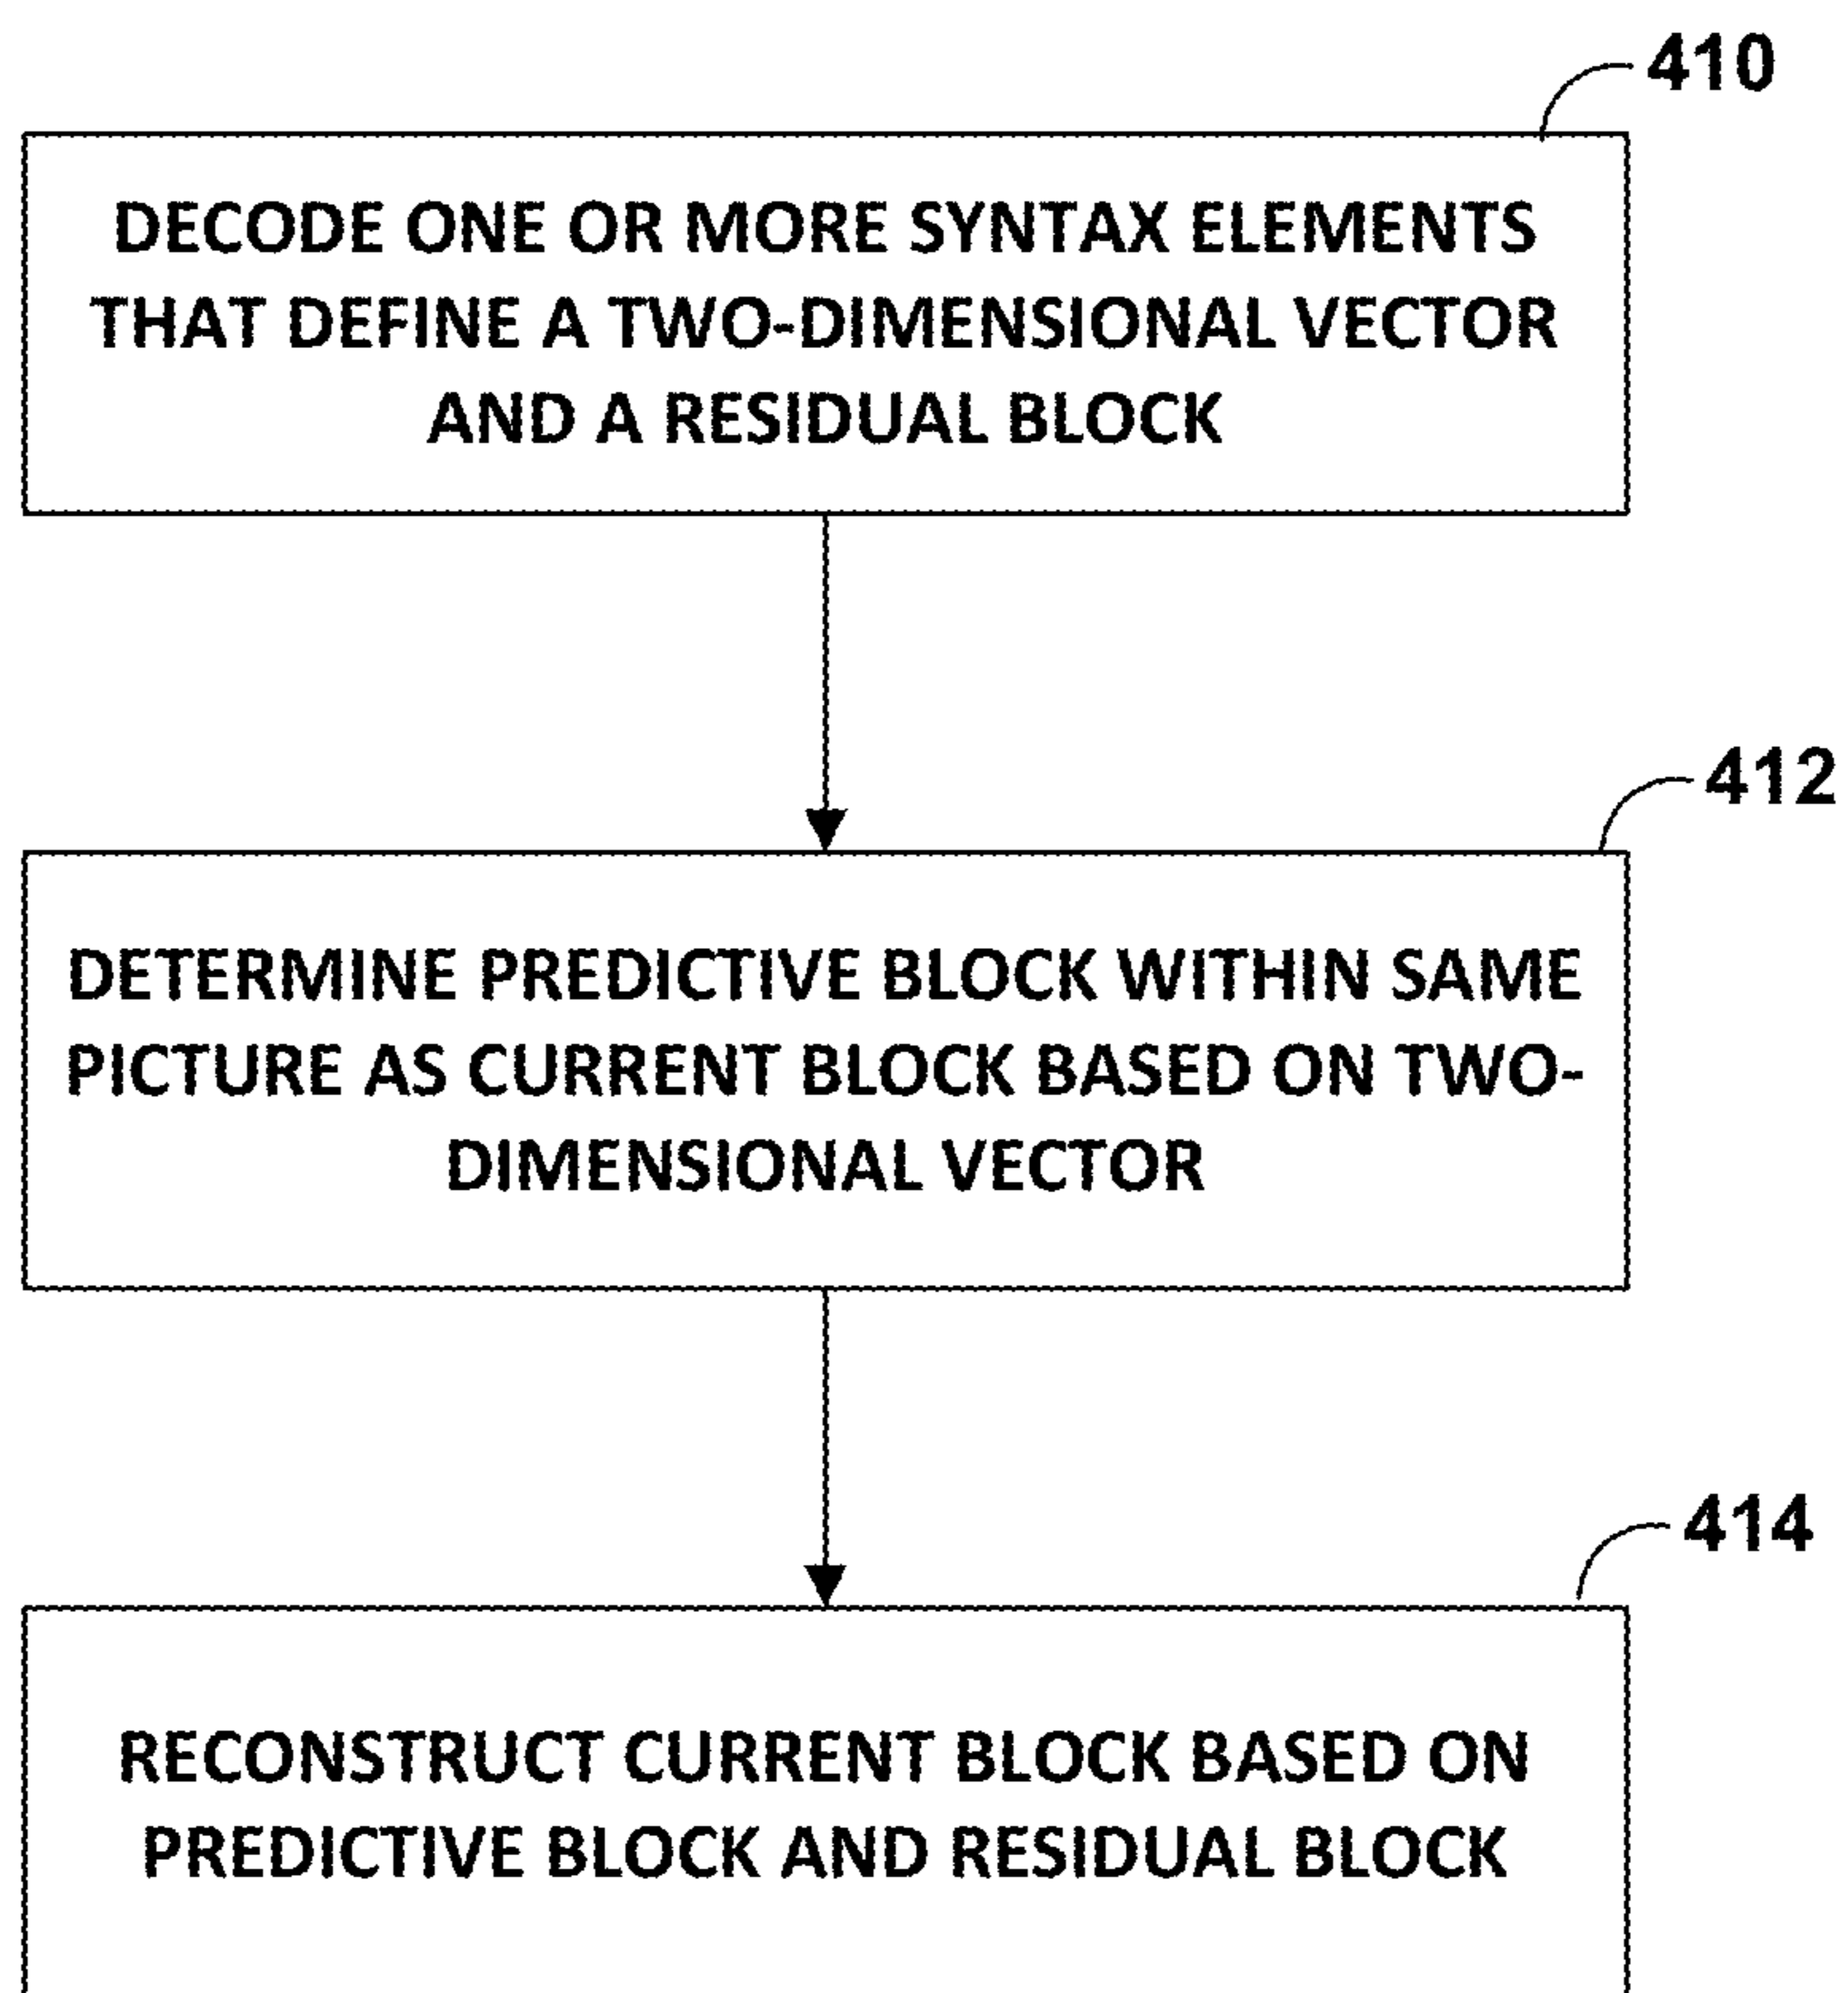 410
DECODE ONE OR MORE SYNTAX ELEMENTS
THAT DEFINE A TWO-DIMENSIONAL VECTOR
AND A RESIDUAL BLOCK
412
DETERMINE PREDICTIVE BLOCK WITHIN SAME
PICTURE AS CURRENT BLOCK BASED ON TWO-
DIMENSIONAL VECTOR
414
RECONSTRUCT CURRENT BLOCK BASED ON
PREDICTIVE BLOCK AND RESIDUAL BLOCK